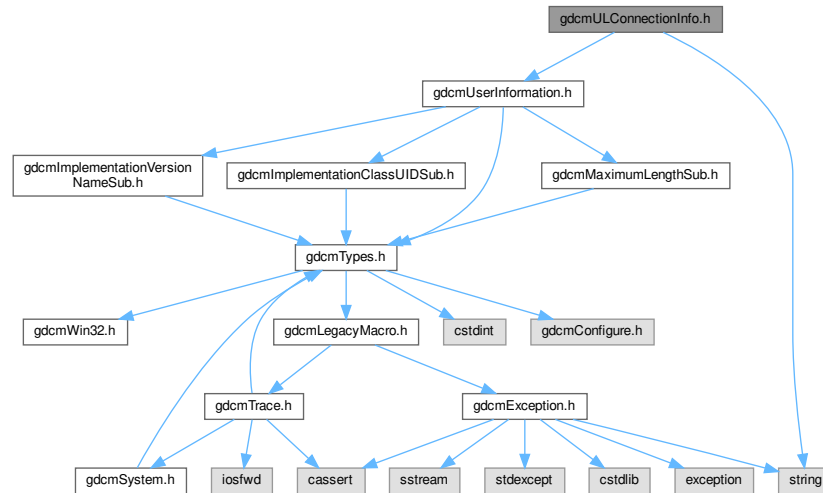 gdcmULConnectionInfo.h
gdcmUserInformation.h
gdcmImplementationVersion
NameSub.h
gdcmImplementationClassUIDSub.h
gdcmMaximumLengthSub.h
gdcmTypes.h
gdcmWin32.h
gdcmLegacyMacro.h
cstdint
gdcmConfigure.h
gdcmTrace.h
gdcmException.h
gdcmSystem.h
iosfwd
cassert
sstream
stdexcept
cstdlib
exception
string